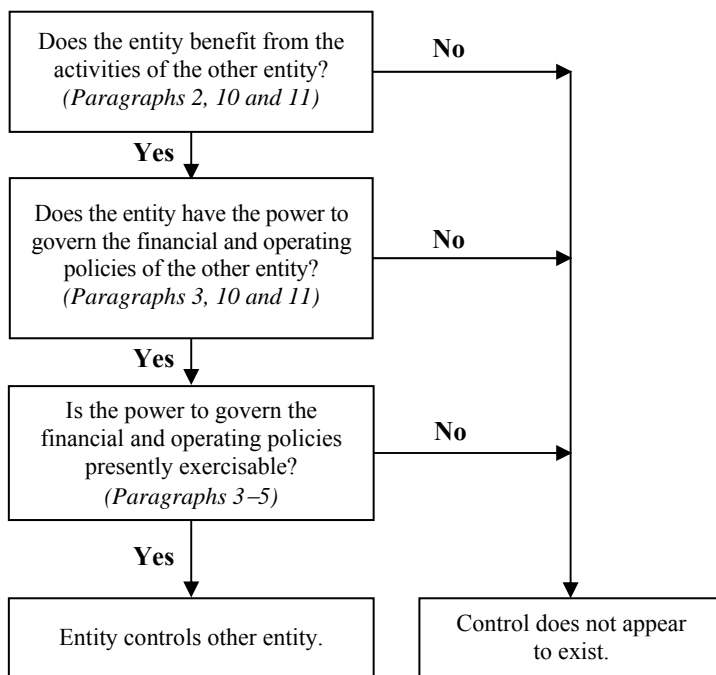 Does the entity benefit from the
activities of the other entity?
(Paragraphs 2, 10 and 11)
No
Yes
Does the entity have the power to
govern the financial and operating
policies of the other entity?
(Paragraphs 3, 10 and 11)
No
Yes
Is the power to govern the
financial and operating policies
presently exercisable?
(Paragraphs 3–5)
No
Yes
Entity controls other entity.
Control does not appear
to exist.